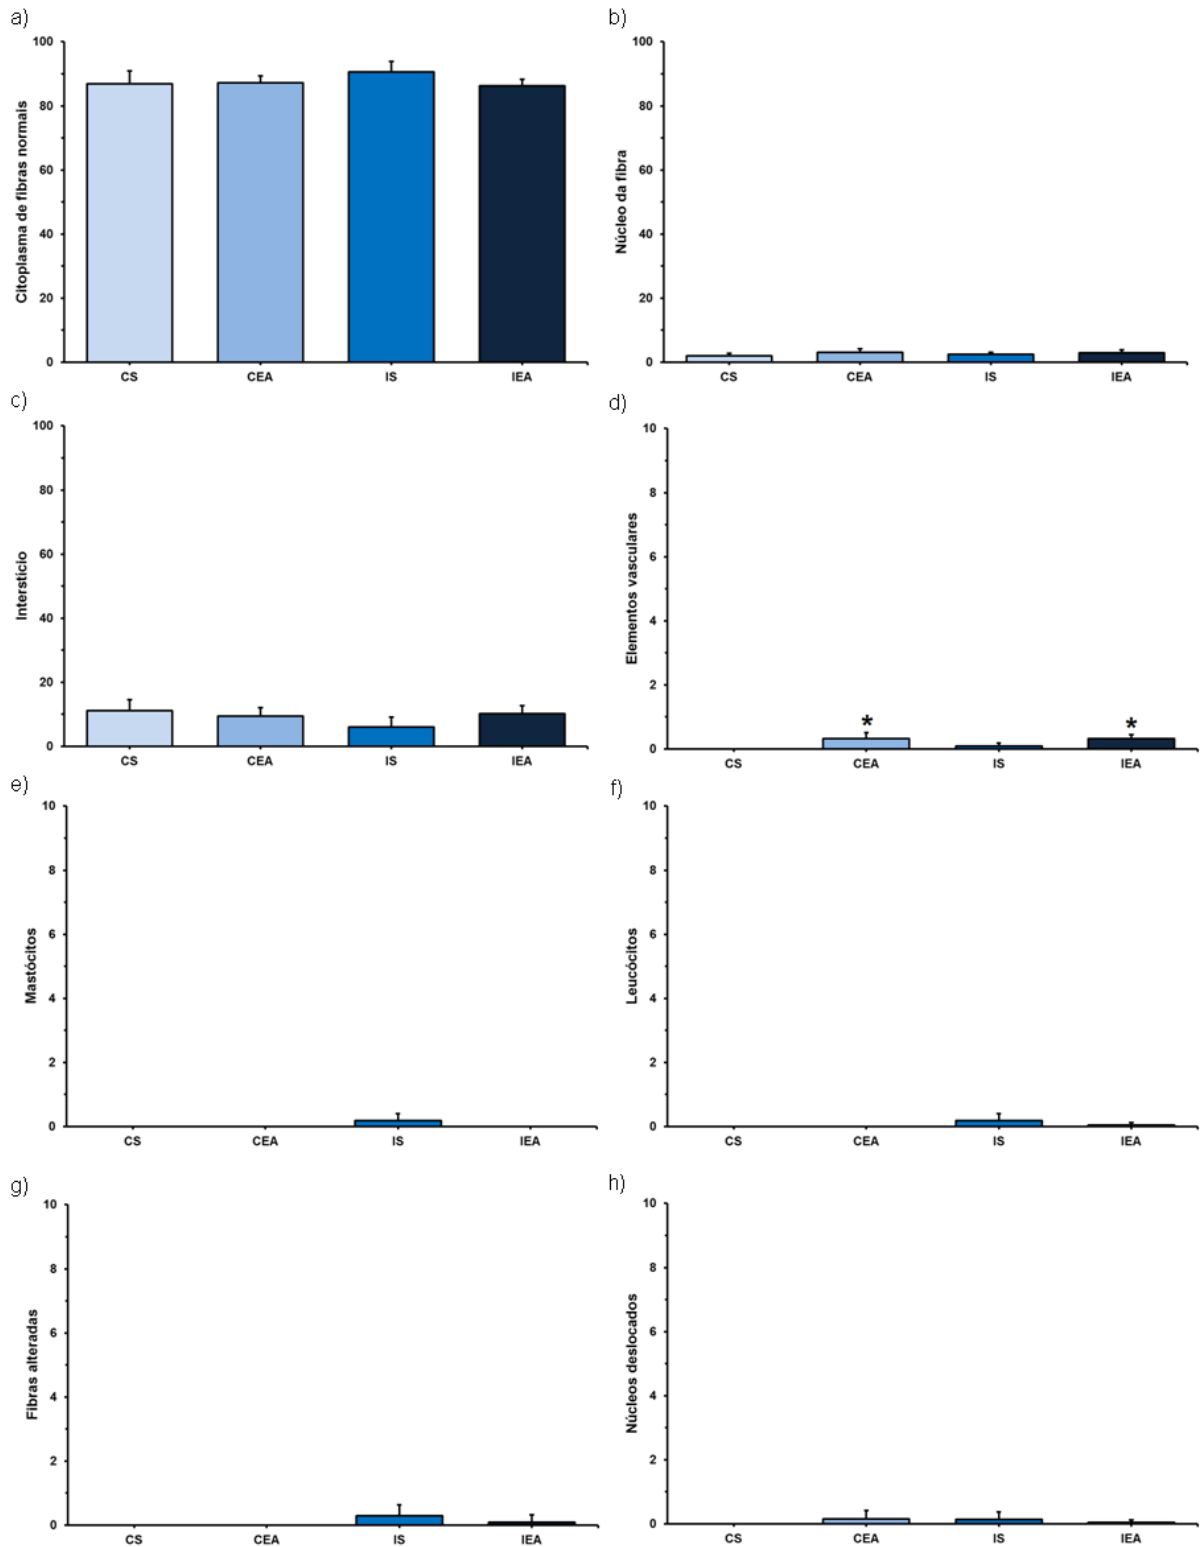 a)
Citoplasma de fibras normais
100
80
60
40
20
0
CS CEA IS IEA
b)
Núcleo da fibra
100
80
60
40
20
0
CS CEA IS IEA
c)
Interstício
100
80
60
40
20
0
CS CEA IS IEA
d)
Elementos vasculares
10
8
6
4
2
0
* *
CS CEA IS IEA
e)
Mastócitos
10
8
6
4
2
0
CS CEA IS IEA
f)
Leucócitos
10
8
6
4
2
0
CS CEA IS IEA
g)
Fibras alteradas
10
8
6
4
2
0
CS CEA IS IEA
h)
Núcleos deslocados
10
8
6
4
2
0
CS CEA IS IEA